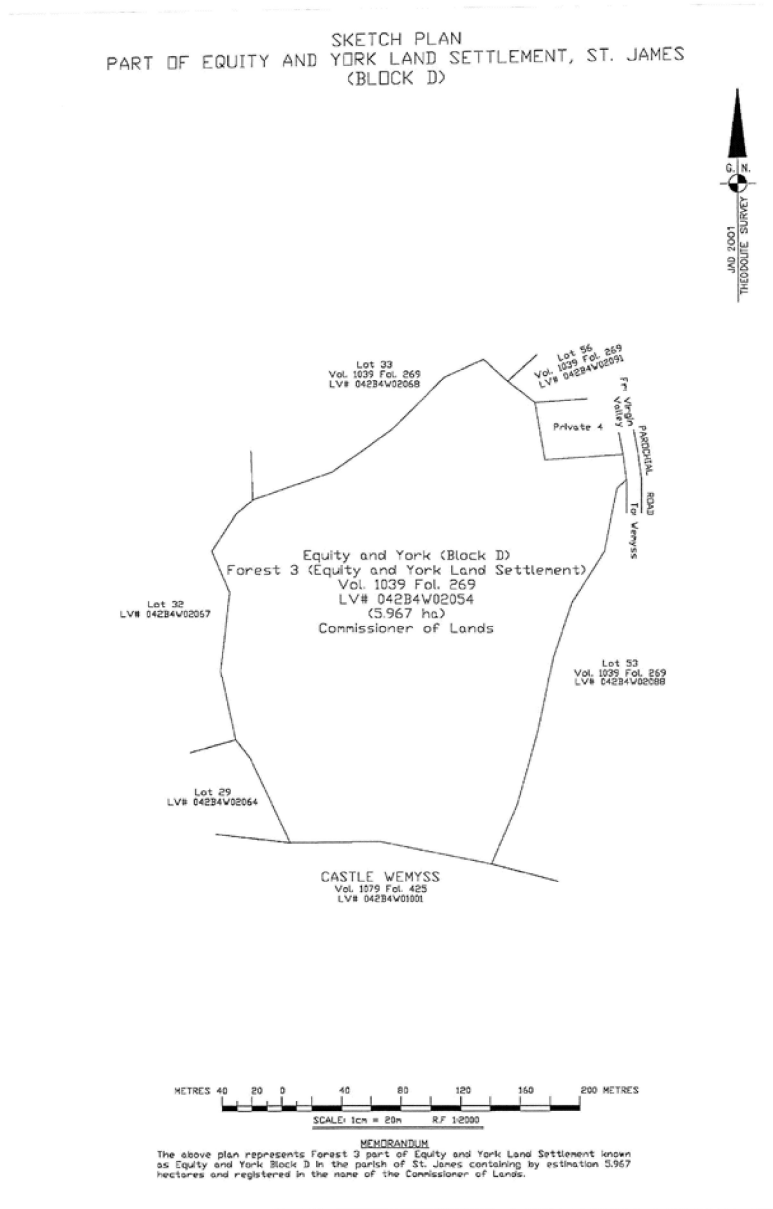 SKETCH PLAN
PART OF EQUITY AND YORK LAND SETTLEMENT, ST. JAMES
(BLOCK D)
G. N.
JAD 2001
THEODOLITE SURVEY
Lot 33
Vol. 1039 Fol. 269
LV# 042B4W02068
Lot 56
Vol. 1039 Fol. 269
LV# 042B4W02091
Fr. Virgin
Valley
Private 4
PAROCHIAL ROAD
To Wemyss
Equity and York (Block D)
Forest 3 (Equity and York Land Settlement)
Vol. 1039 Fol. 269
LV# 042B4W02054
(5.967 ha)
Commissioner of Lands
Lot 32
LV# 042B4W02067
Lot 53
Vol. 1039 Fol. 269
LV# 042B4W02088
Lot 29
LV# 042B4W02064
CASTLE WEMYSS
Vol. 1079 Fol. 425
LV# 042B4W01001
METRES 40 20 0 40 80 120 160 200 METRES
SCALE: 1cm = 20m R.F 1:2000
MEMORANDUM
The above plan represents Forest 3 part of Equity and York Land Settlement known
as Equity and York Block D in the parish of St. James containing by estimation 5.967
hectares and registered in the name of the Commissioner of Lands.